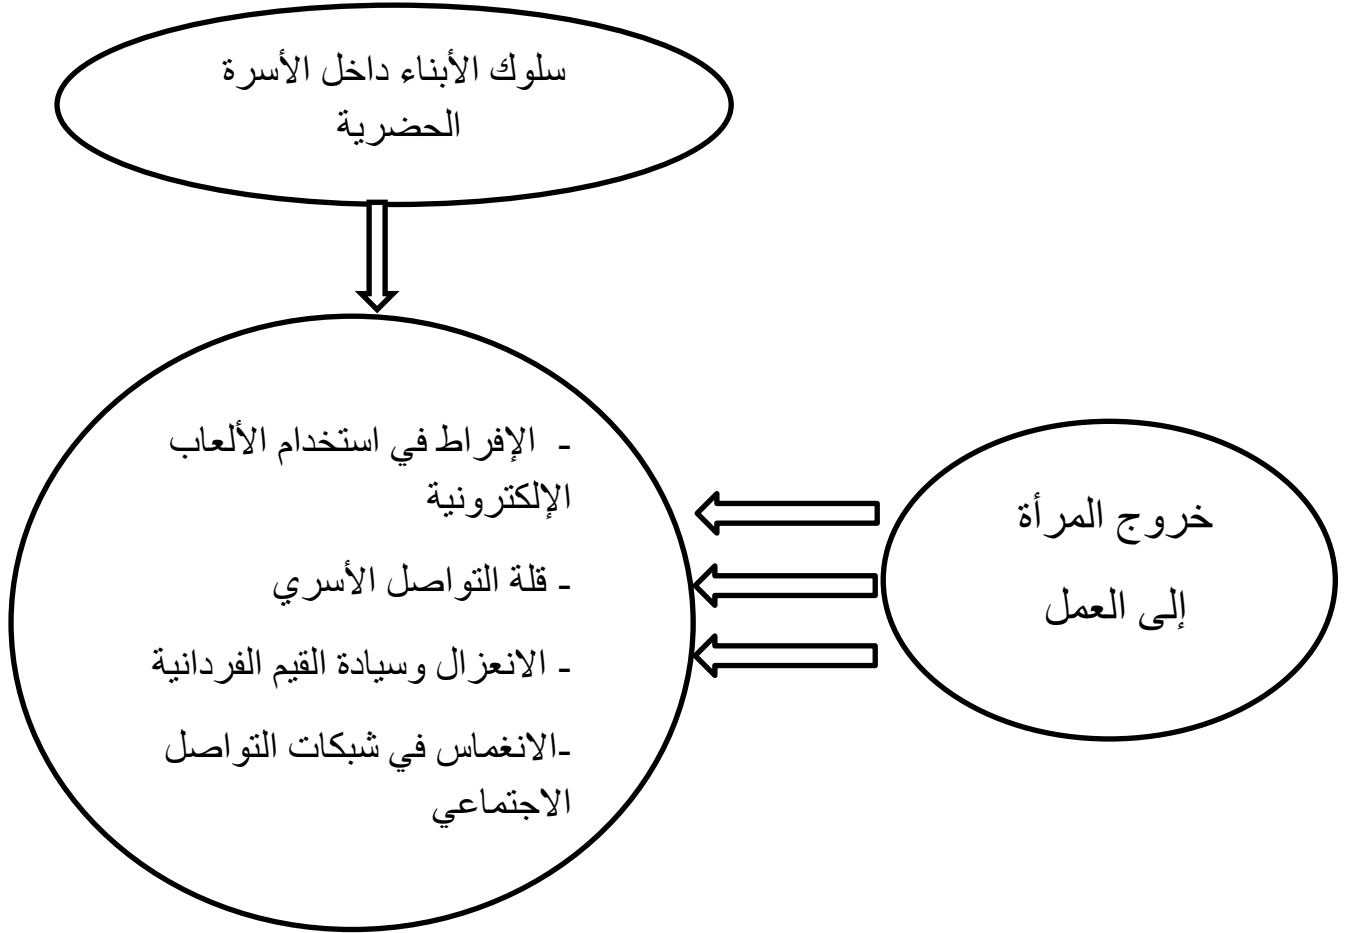 سلوك الأبناء داخل الأسرة
الحضرية
- الإفراط في استخدام الألعاب
الإلكترونية
- قلة التواصل الأسري
- الانعزال وسيادة القيم الفردانية
-الانغماس في شبكات التواصل
الاجتماعي
خروج المرأة
إلى العمل